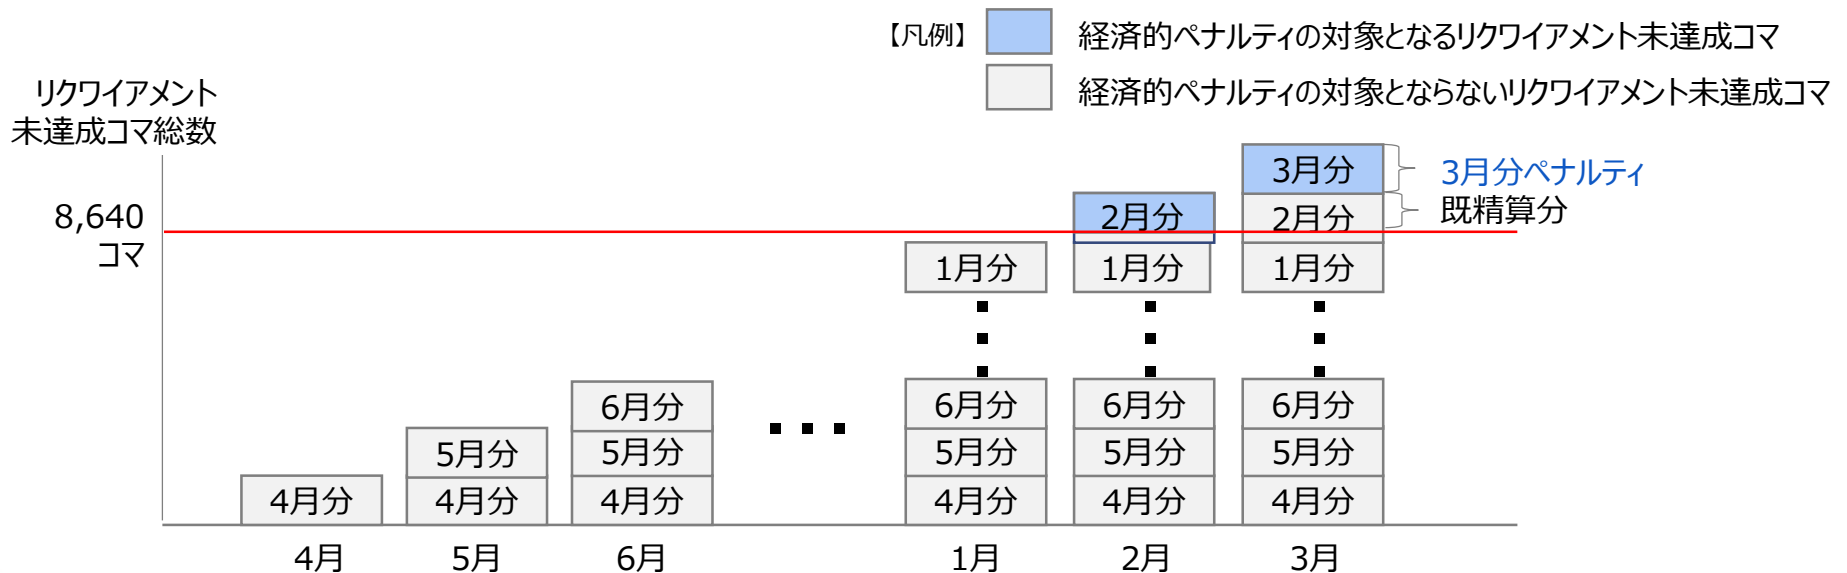 【凡例】
経済的ペナルティの対象となるリクワイアメント未達成コマ
経済的ペナルティの対象とならないリクワイアメント未達成コマ
リクワイアメント
未達成コマ総数
8,640
コマ
4月分
5月分
4月分
6月分
5月分
4月分
1月分
6月分
5月分
4月分
2月分
1月分
6月分
5月分
4月分
3月分
2月分
1月分
6月分
5月分
4月分
3月分ペナルティ
既精算分
4月
5月
6月
1月
2月
3月